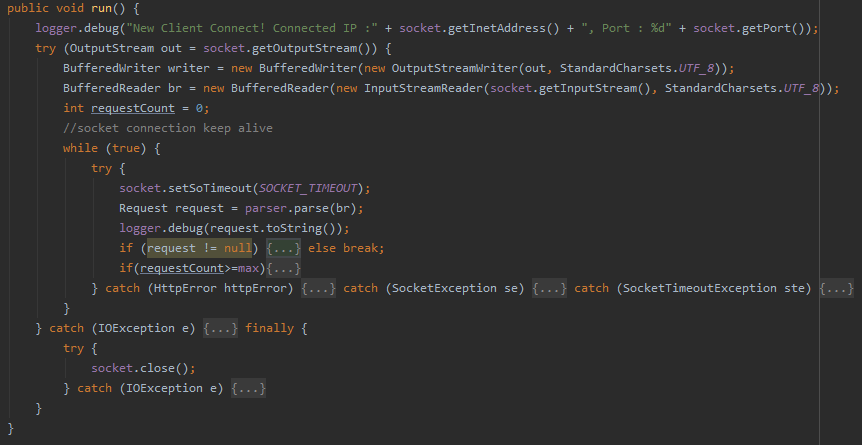 public void run() {
    logger.debug("New Client Connect! Connected IP :" + socket.getInetAddress() + ", Port : %d" + socket.getPort());
    try (OutputStream out = socket.getOutputStream()) {
        BufferedWriter writer = new BufferedWriter(new OutputStreamWriter(out, StandardCharsets.UTF_8));
        BufferedReader br = new BufferedReader(new InputStreamReader(socket.getInputStream(), StandardCharsets.UTF_8));
        int requestCount = 0;
        //socket connection keep alive
        while (true) {
            try {
                socket.setSoTimeout(SOCKET_TIMEOUT);
                Request request = parser.parse(br);
                logger.debug(request.toString());
                if (request != null) {...} else break;
                if(requestCount>=max){...}
            } catch (HttpError httpError) {...} catch (SocketException se) {...} catch (SocketTimeoutException ste) {...}
        }
    } catch (IOException e) {...} finally {
        try {
            socket.close();
        } catch (IOException e) {...}
    }
}